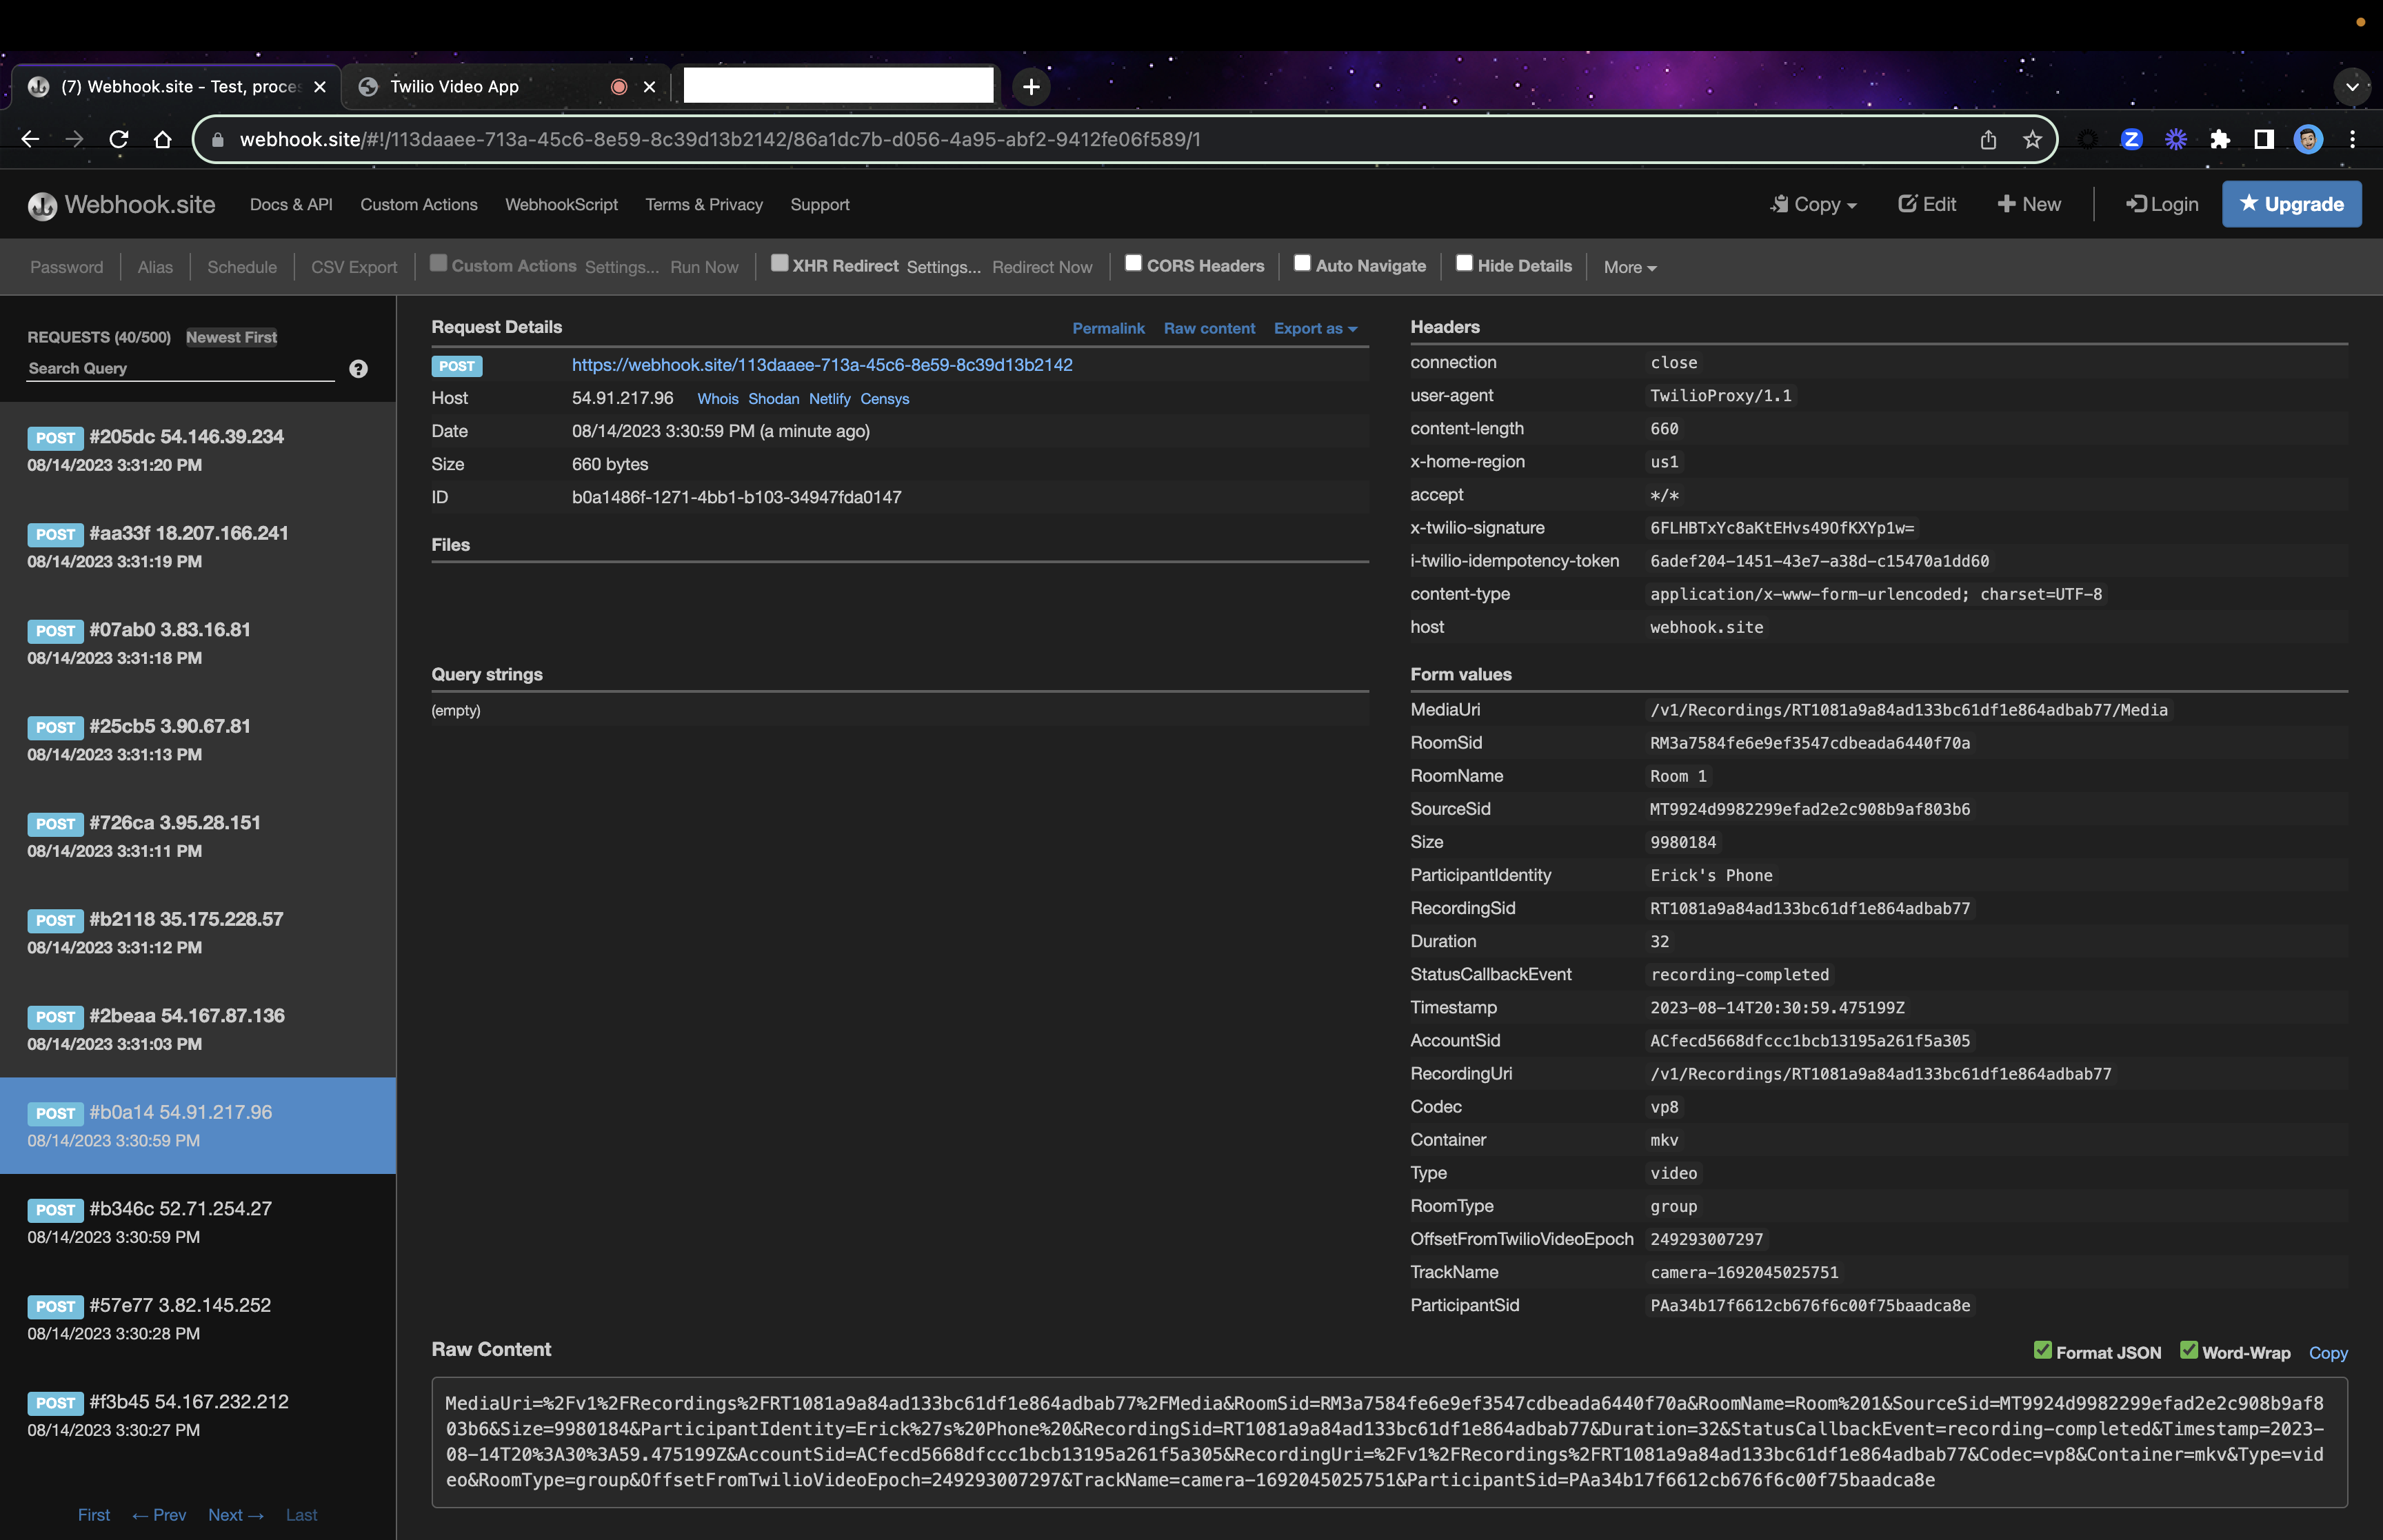 (7) Webhook.site - Test, proces
Twilio Video App
webhook.site/#!/113daaee-713a-45c6-8e59-8c39d13b2142/86a1dc7b-d056-4a95-abf2-9412fe06f589/1
Webhook.site Docs & API Custom Actions WebhookScript Terms & Privacy Support Copy Edit New Login Upgrade
Password Alias Schedule CSV Export Custom Actions Settings... Run Now XHR Redirect Settings... Redirect Now CORS Headers Auto Navigate Hide Details More
REQUESTS (40/500) Newest First
Search Query
POST #205dc 54.146.39.234
08/14/2023 3:31:20 PM
POST #aa33f 18.207.166.241
08/14/2023 3:31:19 PM
POST #07ab0 3.83.16.81
08/14/2023 3:31:18 PM
POST #25cb5 3.90.67.81
08/14/2023 3:31:13 PM
POST #726ca 3.95.28.151
08/14/2023 3:31:11 PM
POST #b2118 35.175.228.57
08/14/2023 3:31:12 PM
POST #2beaa 54.167.87.136
08/14/2023 3:31:03 PM
POST #b0a14 54.91.217.96
08/14/2023 3:30:59 PM
POST #b346c 52.71.254.27
08/14/2023 3:30:59 PM
POST #57e77 3.82.145.252
08/14/2023 3:30:28 PM
POST #f3b45 54.167.232.212
08/14/2023 3:30:27 PM
First ← Prev Next → Last
Request Details Permalink Raw content Export as
POST https://webhook.site/113daaee-713a-45c6-8e59-8c39d13b2142
Host 54.91.217.96 Whois Shodan Netlify Censys
Date 08/14/2023 3:30:59 PM (a minute ago)
Size 660 bytes
ID b0a1486f-1271-4bb1-b103-34947fda0147
Files
Query strings
(empty)
Headers
connection close
user-agent TwilioProxy/1.1
content-length 660
x-home-region us1
accept */*
x-twilio-signature 6FLHBTxYc8aKtEHvs49OfKXYp1w=
i-twilio-idempotency-token 6adef204-1451-43e7-a38d-c15470a1dd60
content-type application/x-www-form-urlencoded; charset=UTF-8
host webhook.site
Form values
MediaUri /v1/Recordings/RT1081a9a84ad133bc61df1e864adbab77/Media
RoomSid RM3a7584fe6e9ef3547cdbeada6440f70a
RoomName Room 1
SourceSid MT9924d9982299efad2e2c908b9af803b6
Size 9980184
ParticipantIdentity Erick's Phone
RecordingSid RT1081a9a84ad133bc61df1e864adbab77
Duration 32
StatusCallbackEvent recording-completed
Timestamp 2023-08-14T20:30:59.475199Z
AccountSid ACfecd5668dfccc1bcb13195a261f5a305
RecordingUri /v1/Recordings/RT1081a9a84ad133bc61df1e864adbab77
Codec vp8
Container mkv
Type video
RoomType group
OffsetFromTwilioVideoEpoch 249293007297
TrackName camera-1692045025751
ParticipantSid PAa34b17f6612cb676f6c00f75baadca8e
Raw Content Format JSON Word-Wrap Copy
MediaUri=%2Fv1%2FRecordings%2FRT1081a9a84ad133bc61df1e864adbab77%2FMedia&RoomSid=RM3a7584fe6e9ef3547cdbeada6440f70a&RoomName=Room%201&SourceSid=MT9924d9982299efad2e2c908b9af8
03b6&Size=9980184&ParticipantIdentity=Erick%27s%20Phone%20&RecordingSid=RT1081a9a84ad133bc61df1e864adbab77&Duration=32&StatusCallbackEvent=recording-completed&Timestamp=2023-
08-14T20%3A30%3A59.475199Z&AccountSid=ACfecd5668dfccc1bcb13195a261f5a305&RecordingUri=%2Fv1%2FRecordings%2FRT1081a9a84ad133bc61df1e864adbab77&Codec=vp8&Container=mkv&Type=vid
eo&RoomType=group&OffsetFromTwilioVideoEpoch=249293007297&TrackName=camera-1692045025751&ParticipantSid=PAa34b17f6612cb676f6c00f75baadca8e